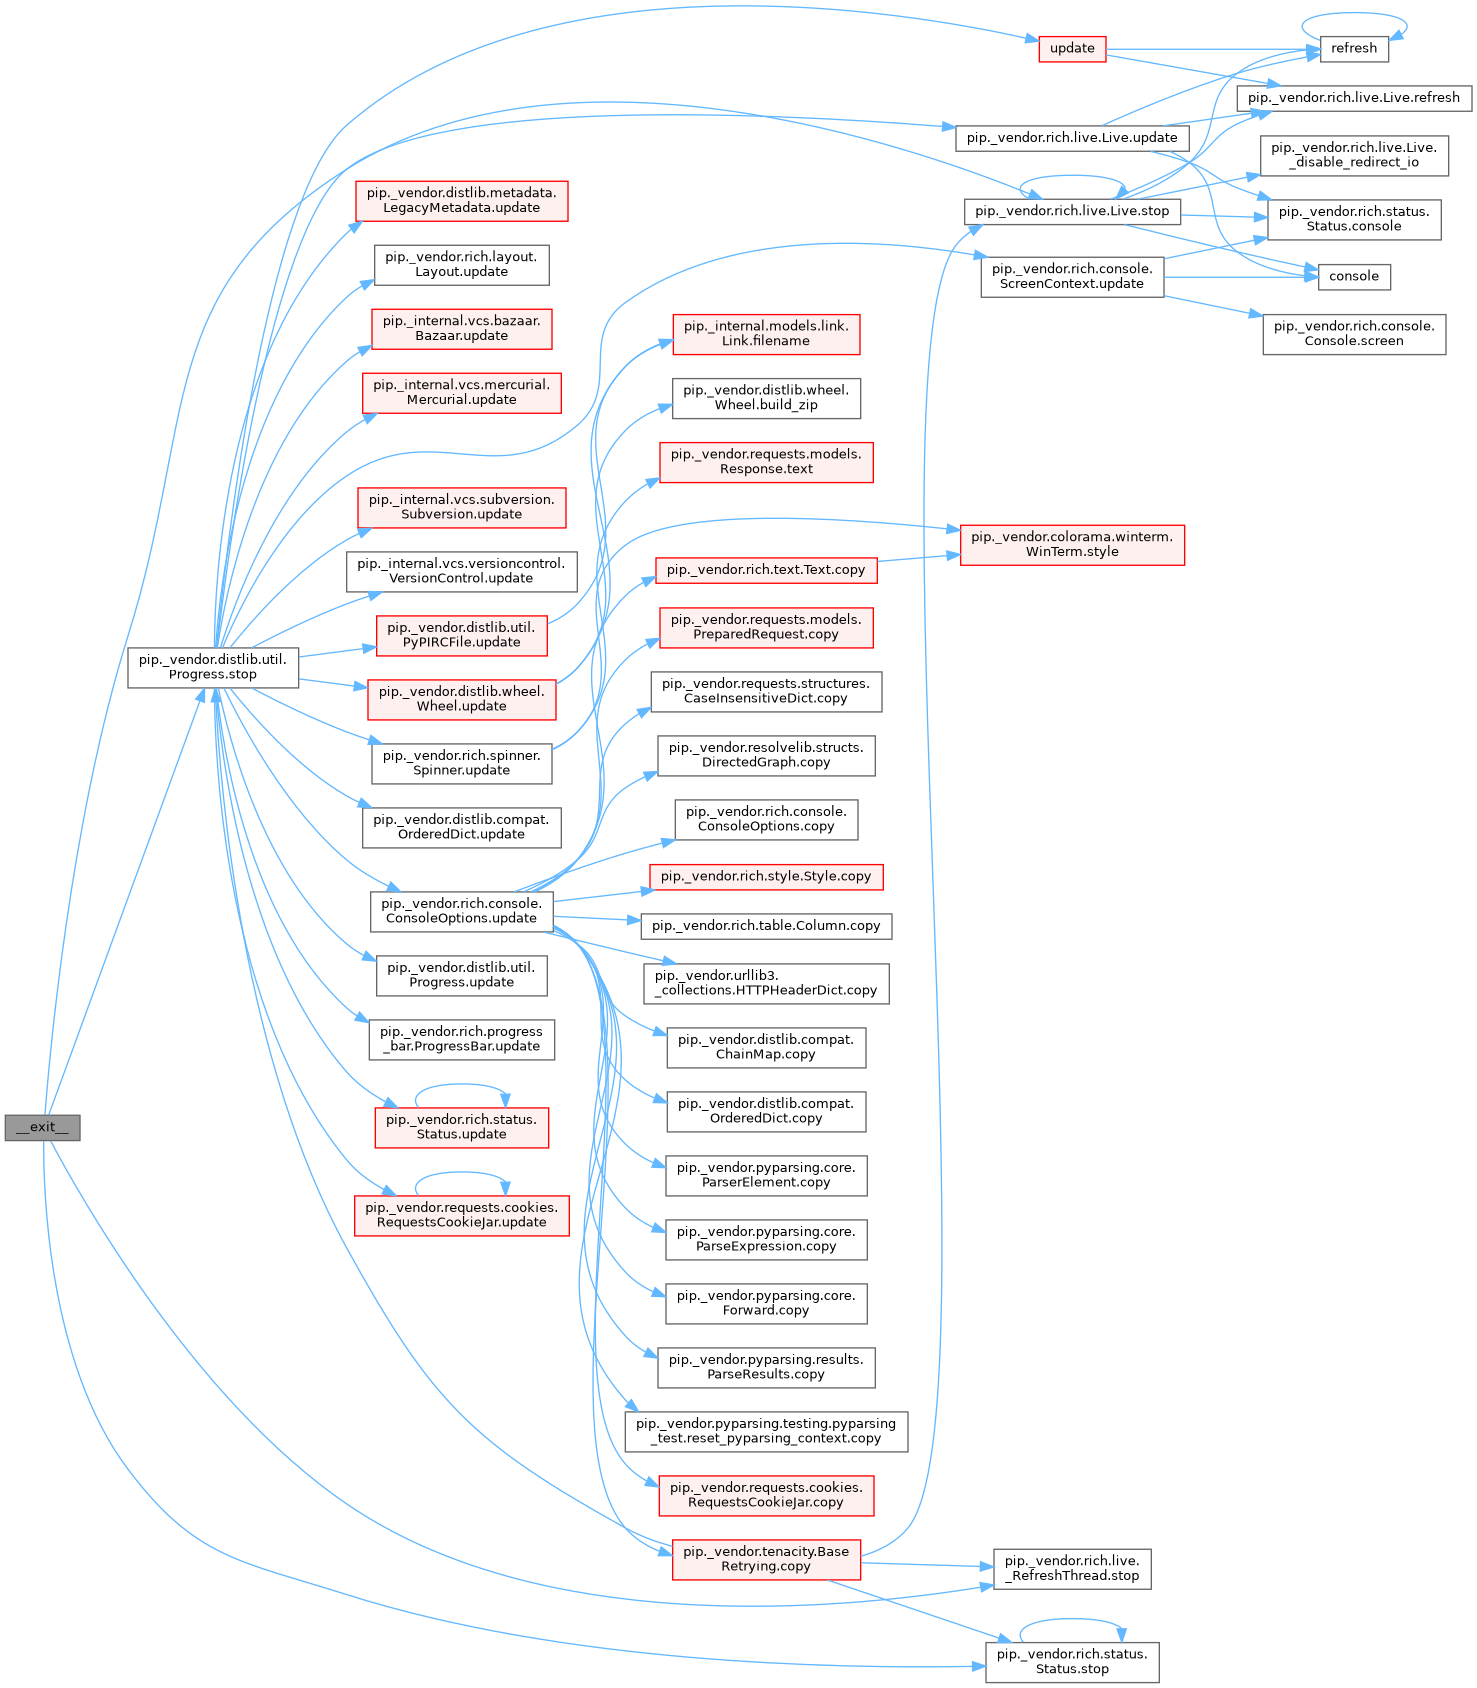 update
refresh
pip._vendor.rich.live.Live.refresh
pip._vendor.rich.live.Live.update
pip._vendor.rich.live.Live.
_disable_redirect_io
pip._vendor.distlib.metadata.
LegacyMetadata.update
pip._vendor.rich.live.Live.stop
pip._vendor.rich.status.
Status.console
pip._vendor.rich.layout.
Layout.update
pip._vendor.rich.console.
ScreenContext.update
console
pip._internal.vcs.bazaar.
Bazaar.update
pip._internal.models.link.
Link.filename
pip._vendor.rich.console.
Console.screen
pip._internal.vcs.mercurial.
Mercurial.update
pip._vendor.distlib.wheel.
Wheel.build_zip
pip._vendor.requests.models.
Response.text
pip._internal.vcs.subversion.
Subversion.update
pip._vendor.colorama.winterm.
WinTerm.style
pip._internal.vcs.versioncontrol.
VersionControl.update
pip._vendor.rich.text.Text.copy
pip._vendor.distlib.util.
PyPIRCFile.update
pip._vendor.requests.models.
PreparedRequest.copy
pip._vendor.distlib.util.
Progress.stop
pip._vendor.distlib.wheel.
Wheel.update
pip._vendor.requests.structures.
CaseInsensitiveDict.copy
pip._vendor.rich.spinner.
Spinner.update
pip._vendor.resolvelib.structs.
DirectedGraph.copy
pip._vendor.distlib.compat.
OrderedDict.update
pip._vendor.rich.console.
ConsoleOptions.copy
pip._vendor.rich.console.
ConsoleOptions.update
pip._vendor.rich.style.Style.copy
pip._vendor.rich.table.Column.copy
pip._vendor.distlib.util.
Progress.update
pip._vendor.urllib3.
_collections.HTTPHeaderDict.copy
pip._vendor.rich.progress
_bar.ProgressBar.update
pip._vendor.distlib.compat.
ChainMap.copy
__exit__
pip._vendor.rich.status.
Status.update
pip._vendor.distlib.compat.
OrderedDict.copy
pip._vendor.pyparsing.core.
ParserElement.copy
pip._vendor.requests.cookies.
RequestsCookieJar.update
pip._vendor.pyparsing.core.
ParseExpression.copy
pip._vendor.pyparsing.core.
Forward.copy
pip._vendor.pyparsing.results.
ParseResults.copy
pip._vendor.pyparsing.testing.pyparsing
_test.reset_pyparsing_context.copy
pip._vendor.requests.cookies.
RequestsCookieJar.copy
pip._vendor.tenacity.Base
Retrying.copy
pip._vendor.rich.live.
_RefreshThread.stop
pip._vendor.rich.status.
Status.stop